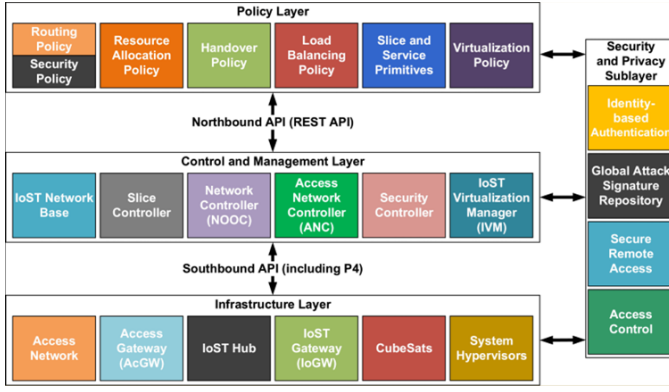 Policy Layer
Routing
Policy
Security
Policy
Resource
Allocation
Policy
Handover
Policy
Load
Balancing
Policy
Slice and
Service
Primitives
Virtualization
Policy
Northbound API (REST API)
Control and Management Layer
IoST Network
Base
Slice
Controller
Network
Controller
(NOOC)
Access
Network
Controller
(ANC)
Security
Controller
IoST
Virtualization
Manager
(IVM)
Southbound API (including P4)
Infrastructure Layer
Access
Network
Access
Gateway
(AcGW)
IoST Hub
IoST
Gateway
(IoGW)
CubeSats
System
Hypervisors
Security
and Privacy
Sublayer
Identity-
based
Authentication
Global Attack
Signature
Repository
Secure
Remote
Access
Access
Control